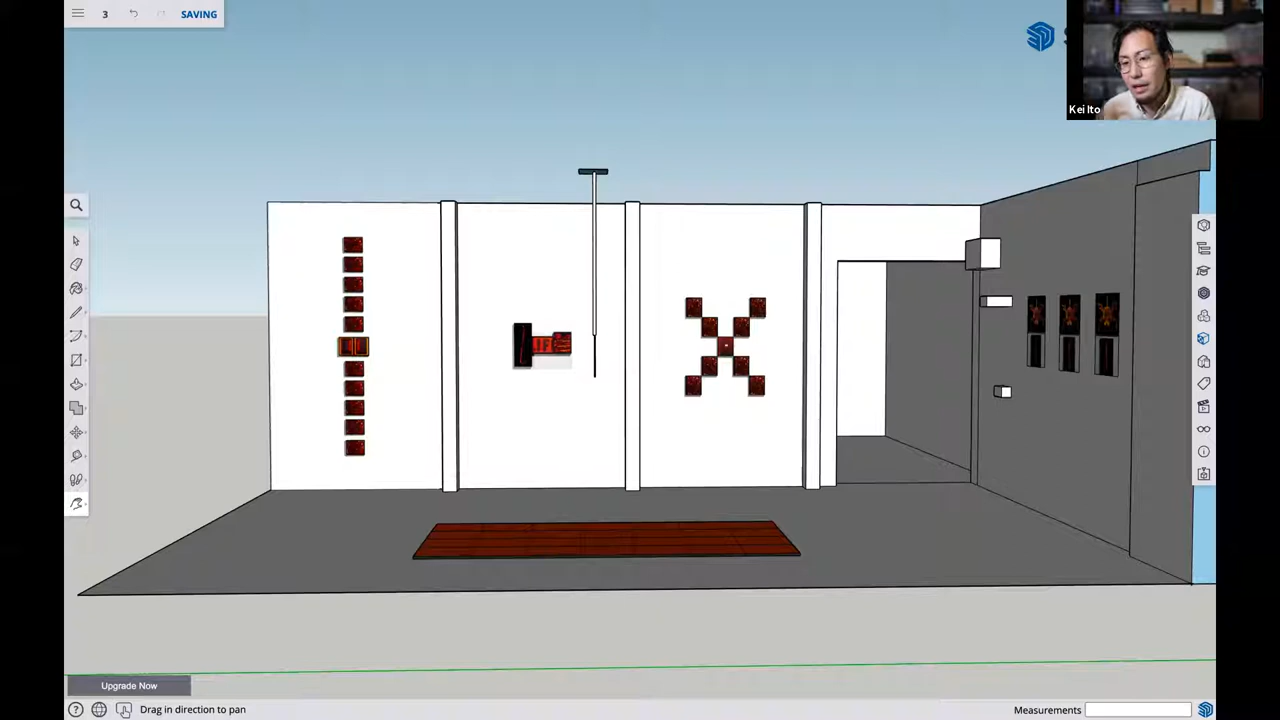 3
SAVING
Kei Ito
Upgrade Now
Drag in direction to pan
Measurements